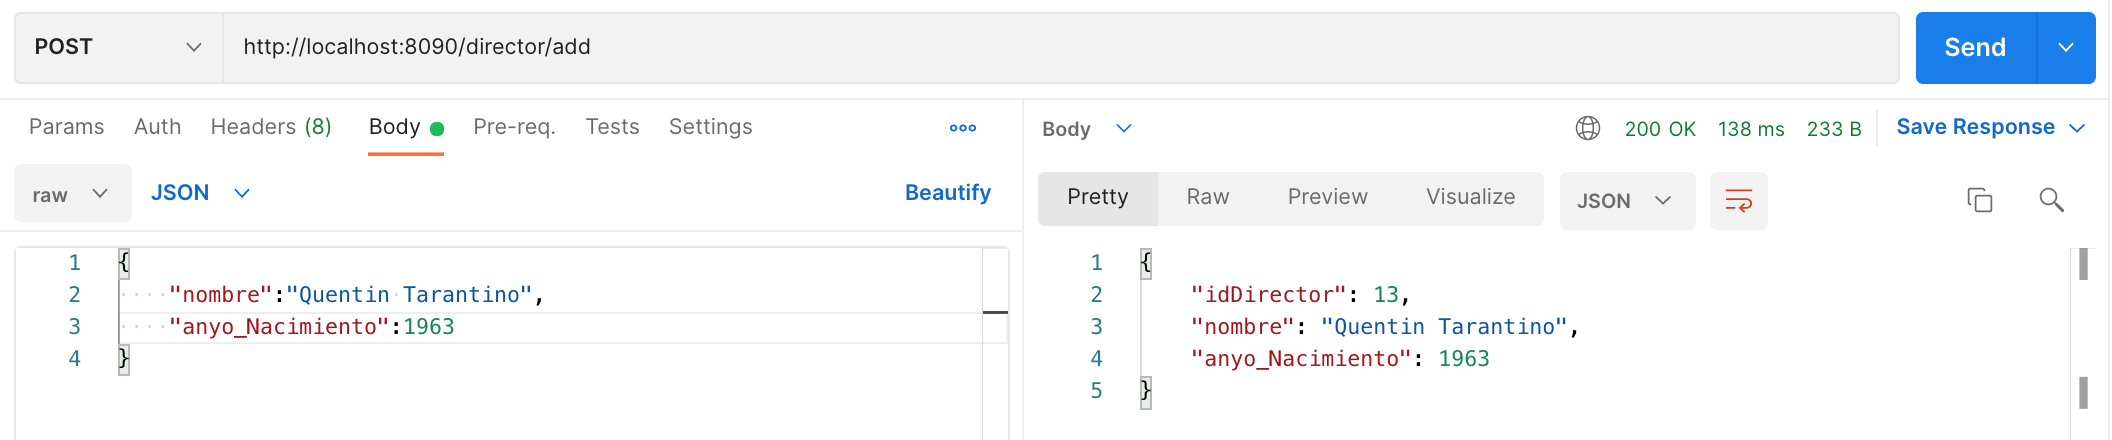 POST http://localhost:8090/director/add Send
Params Auth Headers (8) Body Pre-req. Tests Settings
raw JSON Beautify
1 {
2 "nombre":"Quentin Tarantino",
3 "anyo_Nacimiento":1963
4 }
Body 200 OK 138 ms 233 B Save Response
Pretty Raw Preview Visualize JSON
1 {
2 "idDirector": 13,
3 "nombre": "Quentin Tarantino",
4 "anyo_Nacimiento": 1963
5 }